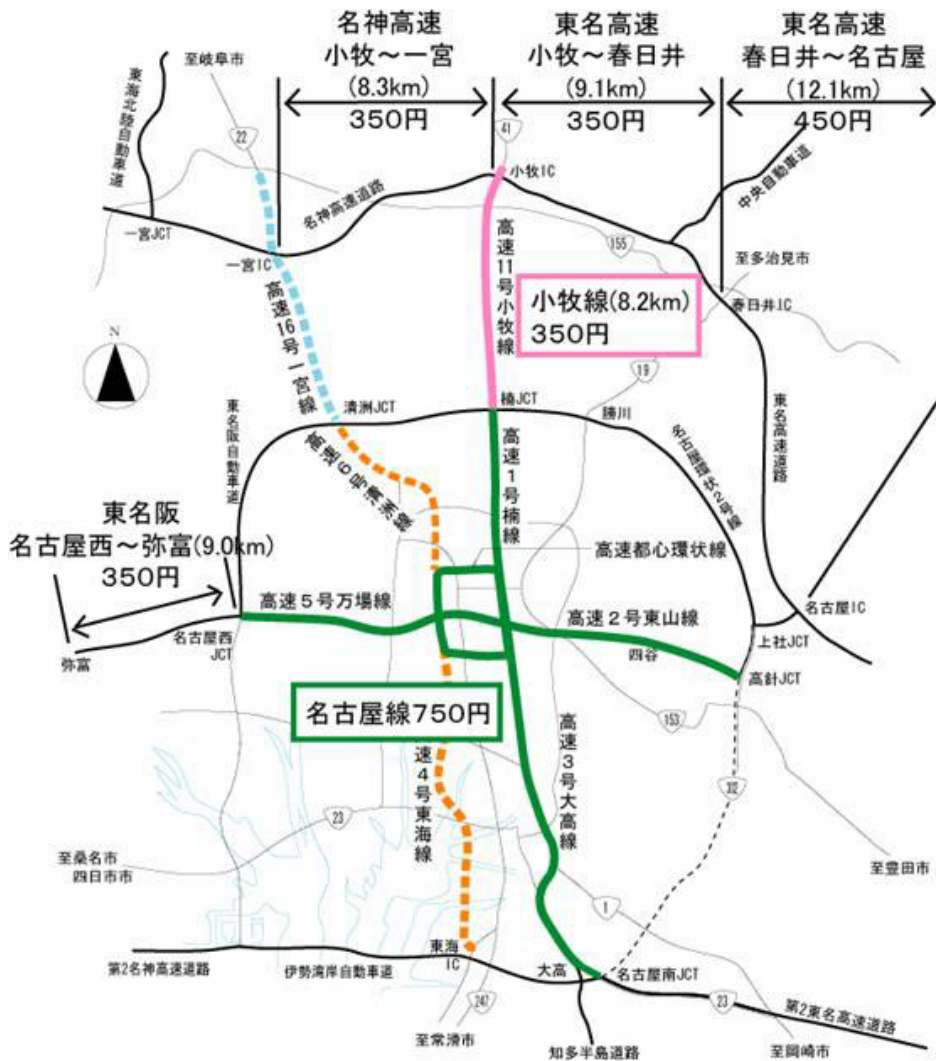 名神高速
小牧～一宮
(8.3km)
350円
東名高速
小牧～春日井
(9.1km)
350円
東名高速
春日井～名古屋
(12.1km)
450円
至岐阜市
東海北陸自動車道
22
41
小牧IC
中央自動車道
名神高速道路
一宮JCT
一宮IC
155
至多治見市
春日井IC
高速11号小牧線
小牧線(8.2km)
350円
高速16号一宮線
N
19
清洲JCT
楠JCT
勝川
東名阪自動車道
高速6号清洲線
高速1号楠線
名古屋環状2号線
東名高速道路
東名阪
名古屋西～弥富(9.0km)
350円
高速都心環状線
高速5号万場線
高速2号東山線
名古屋IC
名古屋西
JCT
弥富
四谷
上社JCT
高針JCT
名古屋線750円
153
高速3号大高線
速4号東海線
302
23
至桑名市
四日市市
至豊田市
1
東海
IC
第2名神高速道路
伊勢湾岸自動車道
大高
名古屋南JCT
247
23
第2東名高速道路
至常滑市
知多半島道路
至岡崎市